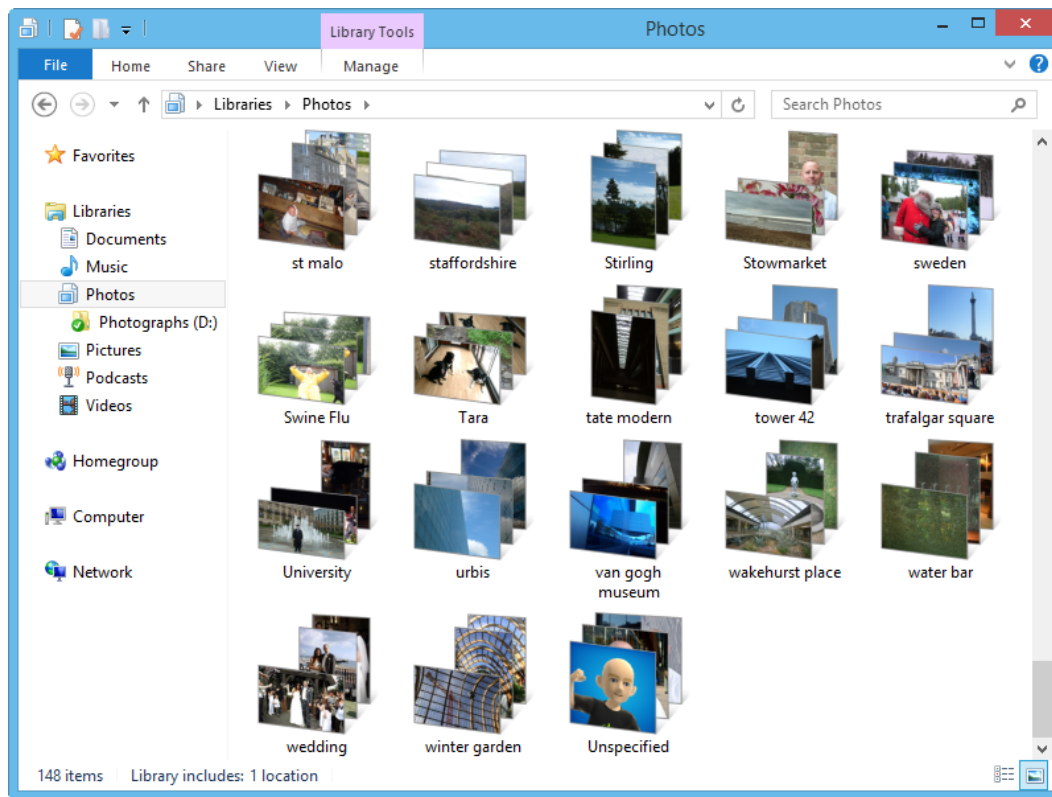 Library Tools
Photos
File
Home
Share
View
Manage
Libraries
Photos
Search Photos
Favorites
Libraries
Documents
Music
Photos
Photographs (D:)
Pictures
Podcasts
Videos
Homegroup
Computer
Network
st malo
staffordshire
Stirling
Stowmarket
sweden
Swine Flu
Tara
tate modern
tower 42
trafalgar square
University
urbis
van gogh
museum
wakehurst place
water bar
wedding
winter garden
Unspecified
148 items
Library includes: 1 location